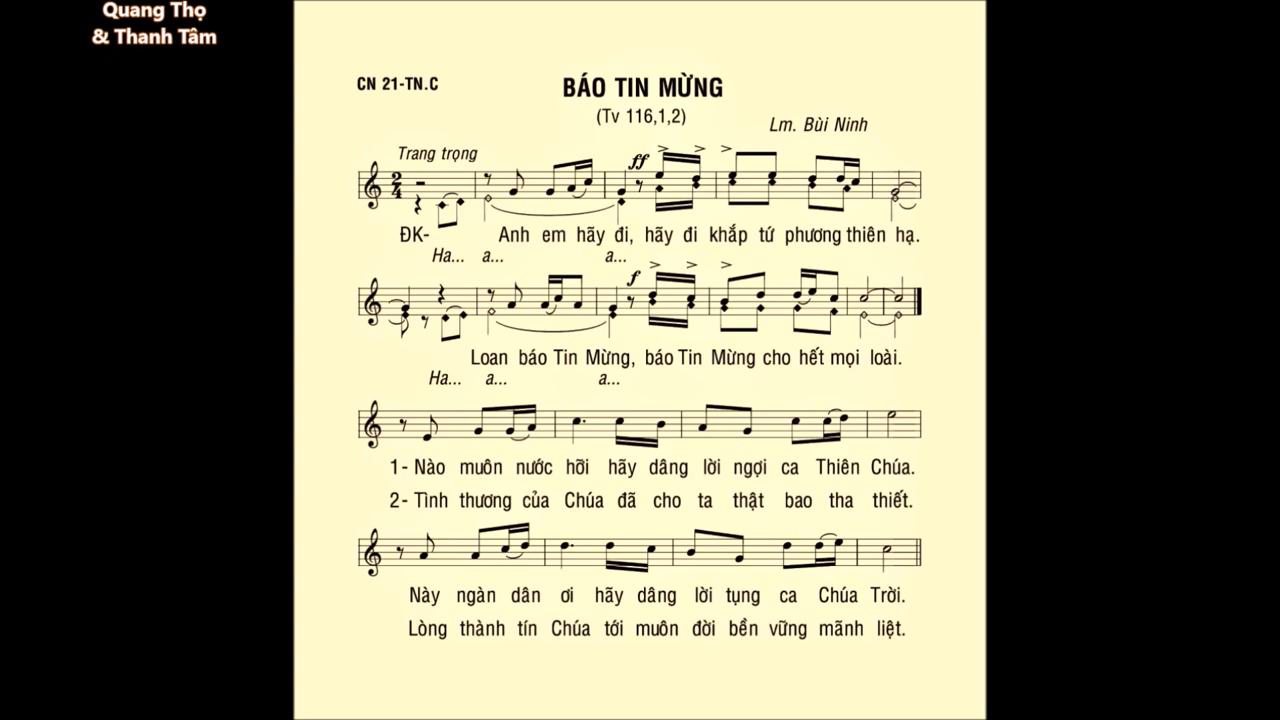 Quang Thọ
& Thanh Tâm
CN 21-TN.C
BÁO TIN MỪNG
(Tv 116,1,2)
Lm. Bùi Ninh
Trang trọng
ff
ĐK- Anh em hãy đi, hãy đi khắp tứ phương thiên hạ.
Ha... a... a...
f
Loan báo Tin Mừng, báo Tin Mừng cho hết mọi loài.
Ha... a... a...
1- Nào muôn nước hỡi hãy dâng lời ngợi ca Thiên Chúa.
2- Tình thương của Chúa đã cho ta thật bao tha thiết.
Này ngàn dân ơi hãy dâng lời tụng ca Chúa Trời.
Lòng thành tín Chúa tới muôn đời bền vững mãnh liệt.